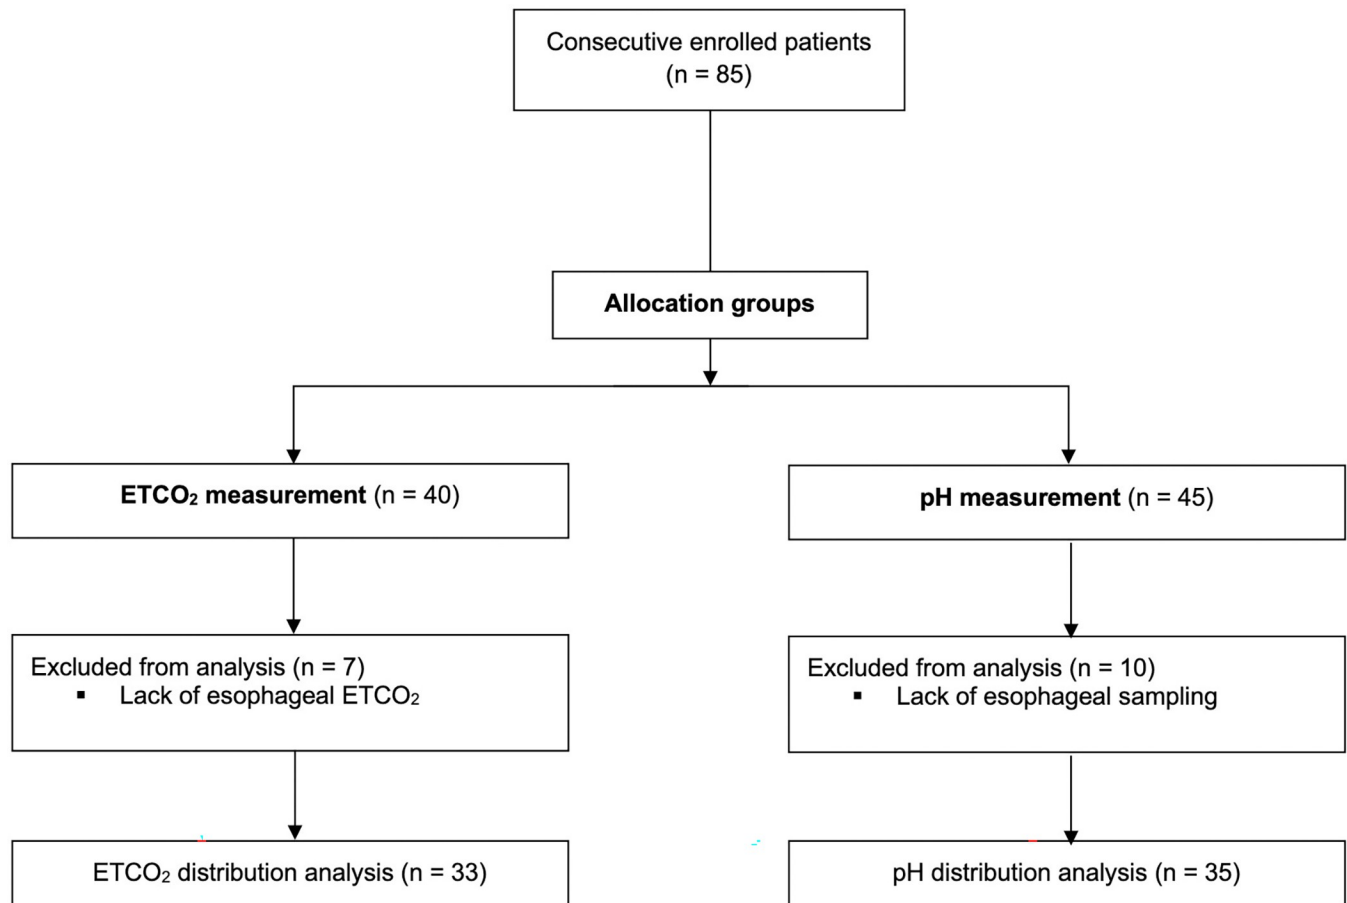 Consecutive enrolled patients
(n = 85)
Allocation groups
ETCO₂ measurement (n = 40)
pH measurement (n = 45)
Excluded from analysis (n = 7)
▪ Lack of esophageal ETCO₂
Excluded from analysis (n = 10)
▪ Lack of esophageal sampling
ETCO₂ distribution analysis (n = 33)
pH distribution analysis (n = 35)